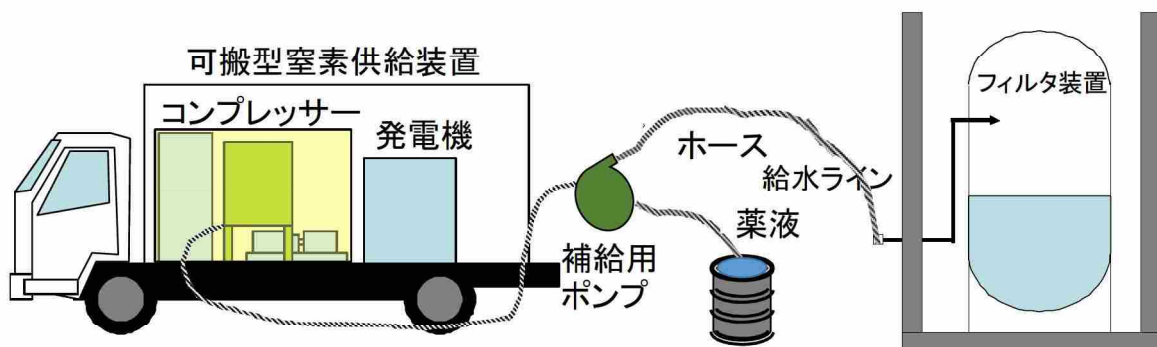 可搬型窒素供給装置
コンプレッサー
発電機
補給用
ポンプ
ホース
給水ライン
薬液
フィルタ装置